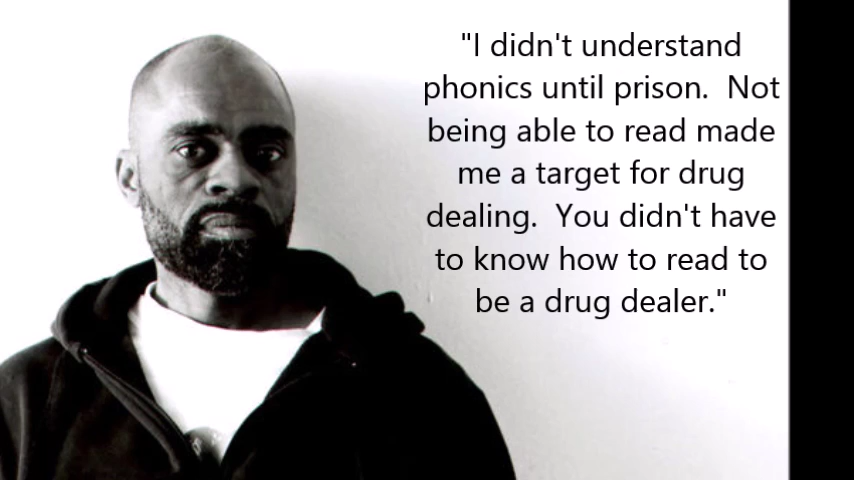 "I didn't understand
phonics until prison.  Not
being able to read made
me a target for drug
dealing.  You didn't have
to know how to read to
be a drug dealer."